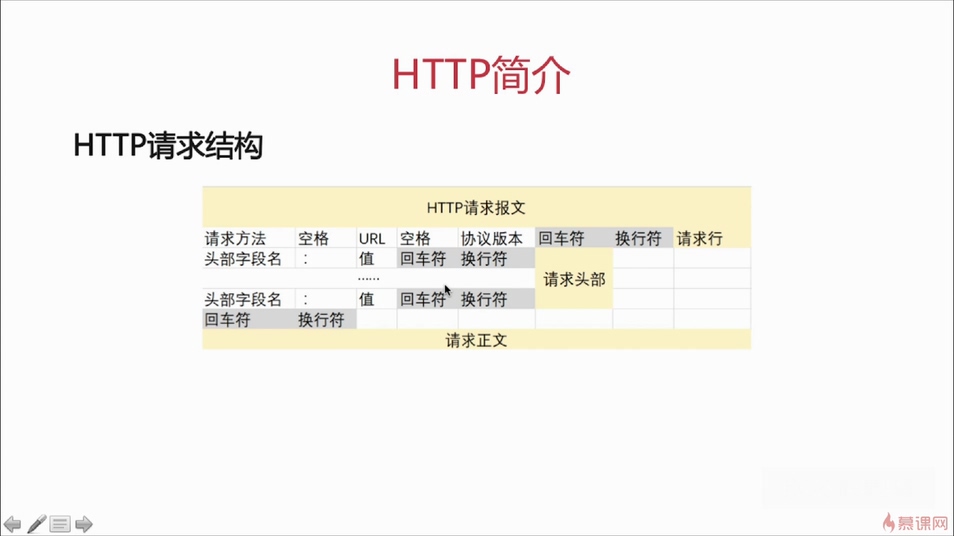 HTTP简介
HTTP请求结构
HTTP请求报文
请求方法 空格 URL 空格 协议版本 回车符 换行符 请求行
头部字段名 : 值 回车符 换行符
请求头部
……
头部字段名 : 值 回车符 换行符
回车符 换行符
请求正文
慕课网